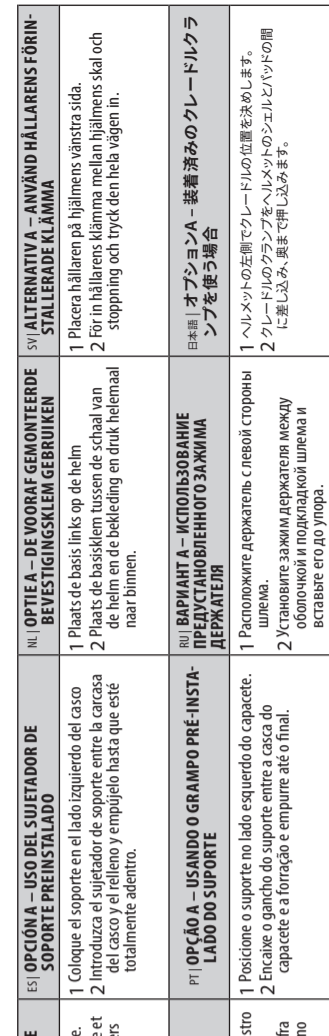 E
te.
e et
ers
ES | OPCIÓN A – USO DEL SUJETADOR DE
SOPORTE PREINSTALADO
1 Coloque el soporte en el lado izquierdo del casco
2 Introduzca el sujetador de soporte entre la carcasa
del casco y el relleno y empújelo hasta que esté
totalmente adentro.
NL | OPTIE A – DE VOORAF GEMONTEERDE
BEVESTIGINGSKLEM GEBRUIKEN
1 Plaats de basis links op de helm
2 Plaats de basisklem tussen de schaal van
de helm en de bekleding en druk helemaal
naar binnen.
SV | ALTERNATIV A – ANVÄND HÅLLARENS FÖRIN-
STALLERADE KLÄMMA
1 Placera hållaren på hjälmens vänstra sida.
2 För in hållarens klämma mellan hjälmens skal och
stoppning och tryck den hela vägen in.
stro
fra
no
PT | OPÇÃO A – USANDO O GRAMPO PRÉ-INSTA-
LADO DO SUPORTE
1 Posicione o suporte no lado esquerdo do capacete.
2 Encaixe o gancho do suporte entre a casca do
capacete e a forração e empurre até o final.
RU | ВАРИАНТ А – ИСПОЛЬЗОВАНИЕ
ПРЕДУСТАНОВЛЕННОГО ЗАЖИМА
ДЕРЖАТЕЛЯ
1 Расположите держатель с левой стороны
шлема.
2 Установите зажим держателя между
оболочкой и подкладкой шлема и
вставьте его до упора.
日本語 | オプションA – 装着済みのクレードルクラ
ンプを使う場合
1 ヘルメットの左側でクレードルの位置を決めします。
2 クレードルのクランプをヘルメットのシェルとパッドの間
に差し込み、奥まで押し込みます。